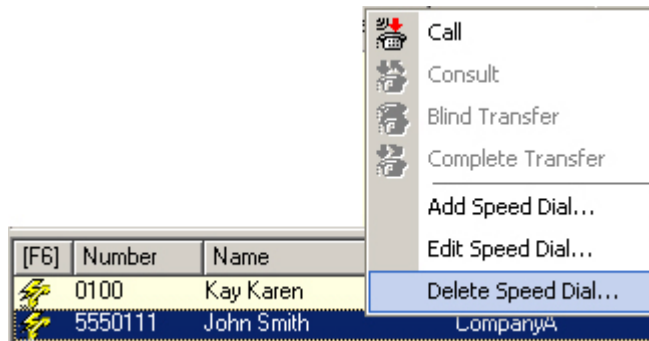 Call
Consult
Blind Transfer
Complete Transfer
Add Speed Dial...
Edit Speed Dial...
Delete Speed Dial...
[F6] Number Name
0100 Kay Karen
5550111 John Smith CompanyA